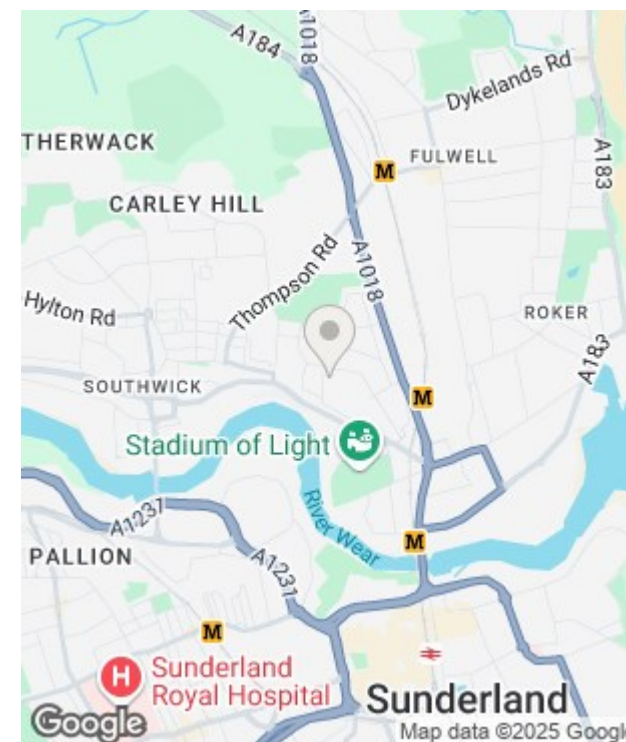 A1018
A184
Dykelands Rd
THERWACK
M
FULWELL
A183
CARLEY HILL
Thompson Rd
A1018
Hylton Rd
ROKER
A183
SOUTHWICK
M
Stadium of Light
River Wear
A1231
M
PALLION
A1231
M
H
Sunderland
Royal Hospital
Sunderland
Google
Map data ©2025 Google